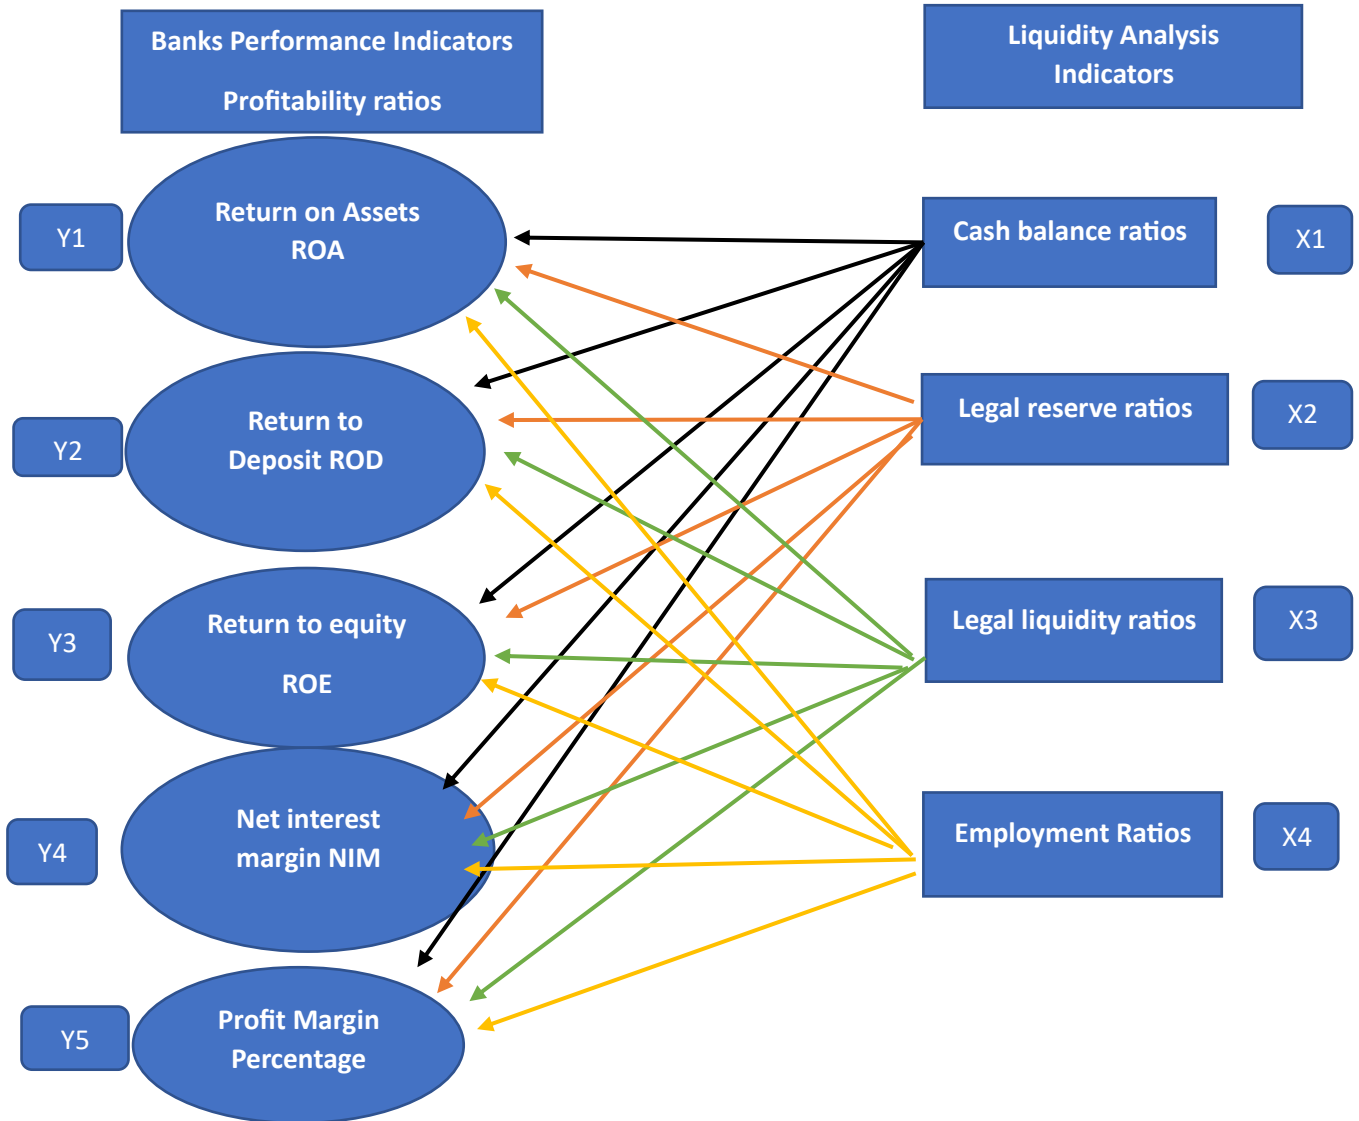 Banks Performance Indicators
Profitability ratios
Liquidity Analysis
Indicators
Y1
Return on Assets
ROA
Cash balance ratios
X1
Y2
Return to
Deposit ROD
Legal reserve ratios
X2
Y3
Return to equity
ROE
Legal liquidity ratios
X3
Y4
Net interest
margin NIM
Employment Ratios
X4
Y5
Profit Margin
Percentage